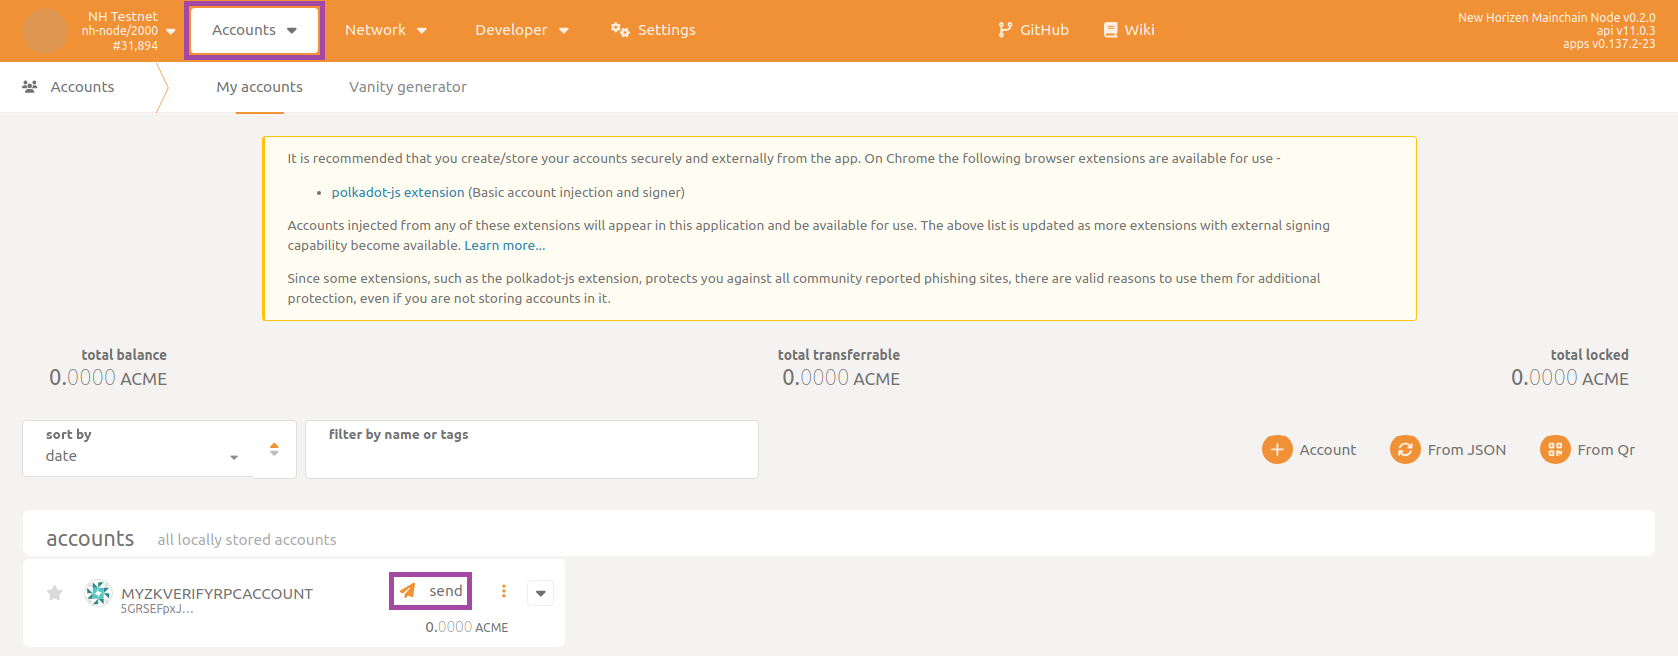 NH Testnet
nh-node/2000
#31,894
Accounts
Network
Developer
Settings
GitHub
Wiki
New Horizen Mainchain Node v0.2.0
api v11.0.3
apps v0.137.2-23
Accounts
My accounts
Vanity generator
It is recommended that you create/store your accounts securely and externally from the app. On Chrome the following browser extensions are available for use -
• polkadot-js extension (Basic account injection and signer)
Accounts injected from any of these extensions will appear in this application and be available for use. The above list is updated as more extensions with external signing
capability become available. Learn more...
Since some extensions, such as the polkadot-js extension, protects you against all community reported phishing sites, there are valid reasons to use them for additional
protection, even if you are not storing accounts in it.
total balance
0.0000 ACME
total transferrable
0.0000 ACME
total locked
0.0000 ACME
sort by
date
filter by name or tags
Account
From JSON
From Qr
accounts
all locally stored accounts
MYZKVERIFYRPCACCOUNT
5GRSEFpxJ...
send
0.0000 ACME